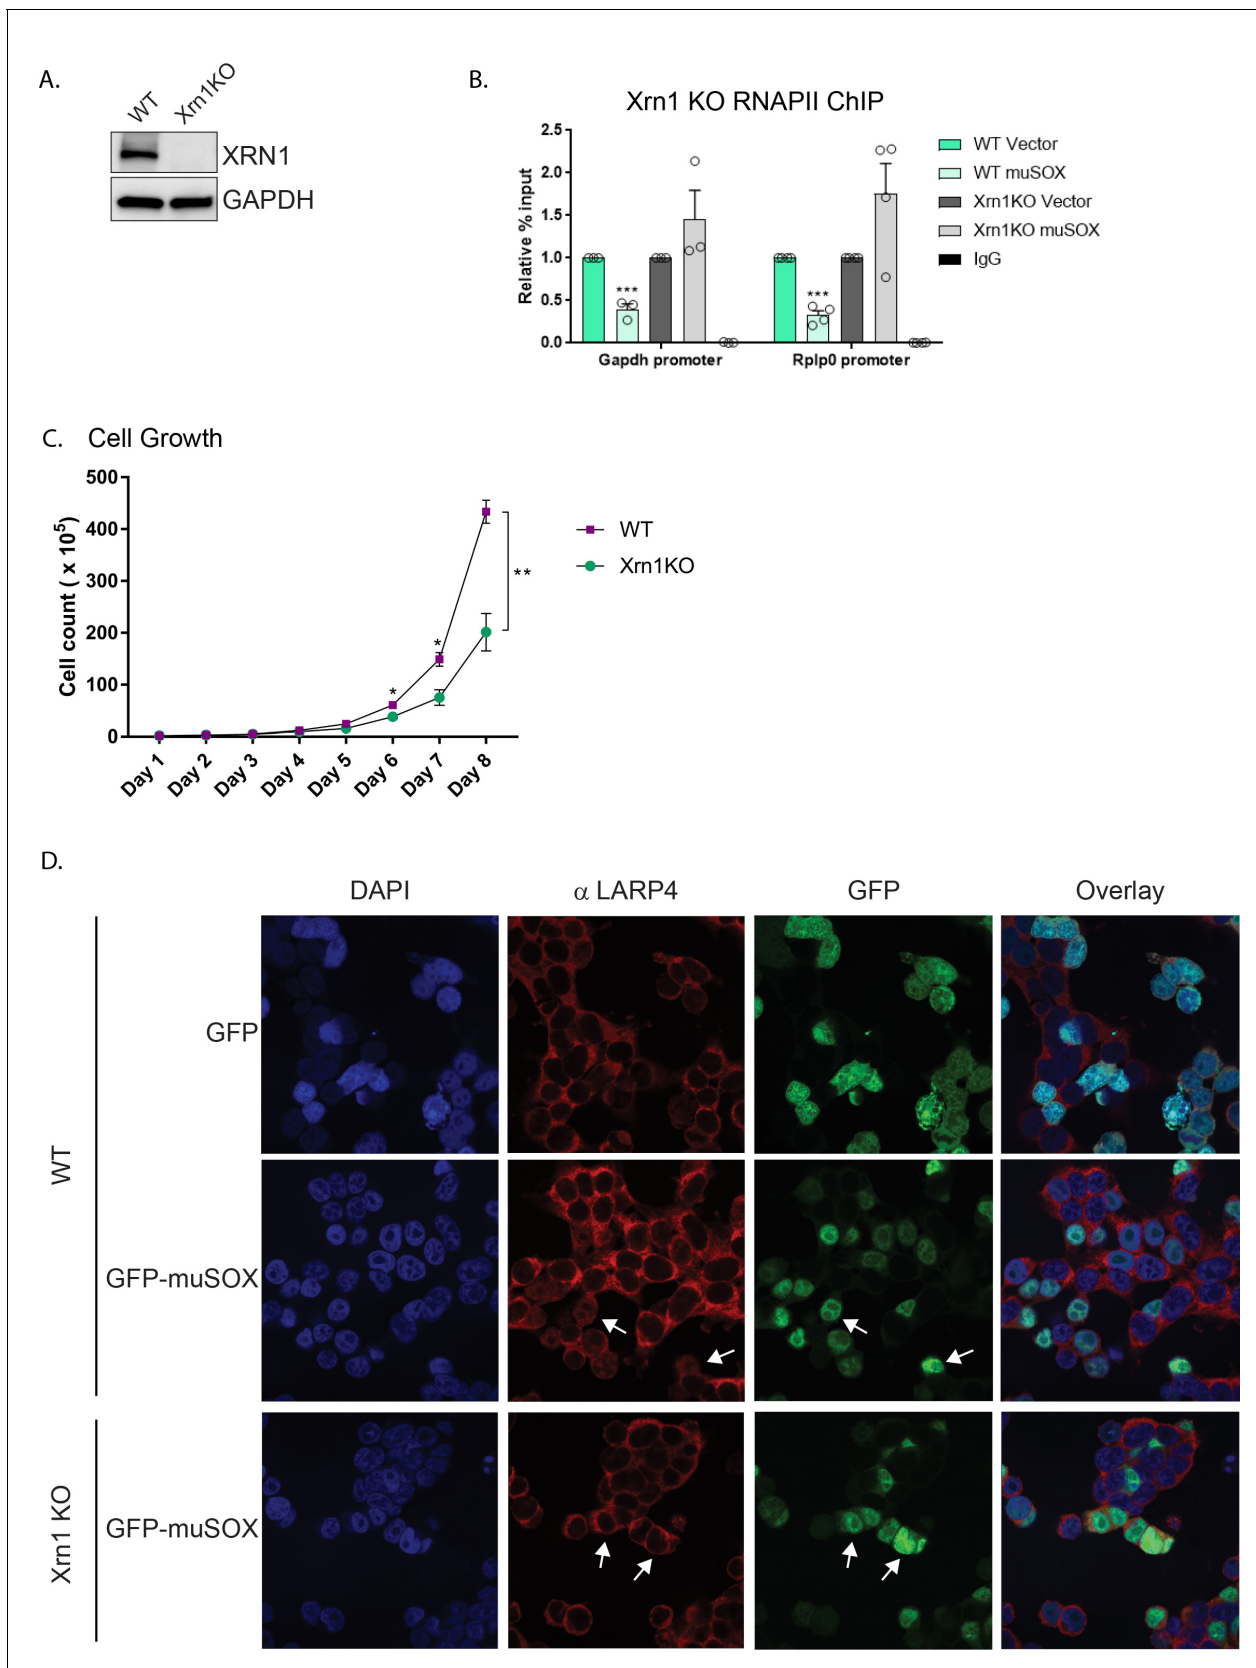 A.
WT Xrn1KO
XRN1
GAPDH
B.
Xrn1 KO RNAPII ChIP
Relative % input
2.5
2.0
1.5
1.0
0.5
0.0
***
***
Gapdh promoter
Rplp0 promoter
WT Vector
WT muSOX
Xrn1KO Vector
Xrn1KO muSOX
IgG
C. Cell Growth
Cell count ( x 10⁵)
500
400
300
200
100
0
*
*
**
Day 1 Day 2 Day 3 Day 4 Day 5 Day 6 Day 7 Day 8
WT
Xrn1KO
D.
DAPI α LARP4 GFP Overlay
WT
GFP
GFP-muSOX
Xrn1 KO
GFP-muSOX